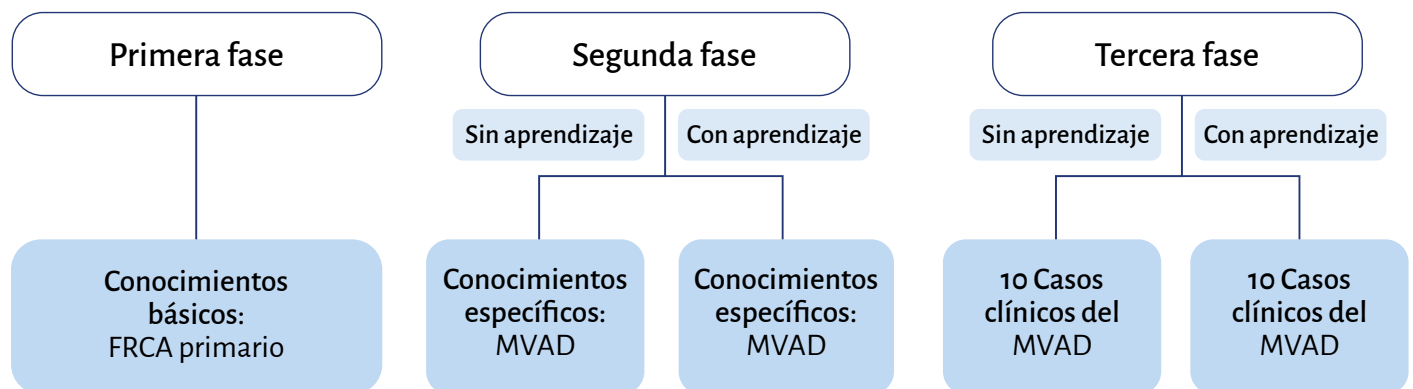 Primera fase
Segunda fase
Tercera fase
Sin aprendizaje
Con aprendizaje
Sin aprendizaje
Con aprendizaje
Conocimientos
básicos:
FRCA primario
Conocimientos
específicos:
MVAD
Conocimientos
específicos:
MVAD
10 Casos
clínicos del
MVAD
10 Casos
clínicos del
MVAD